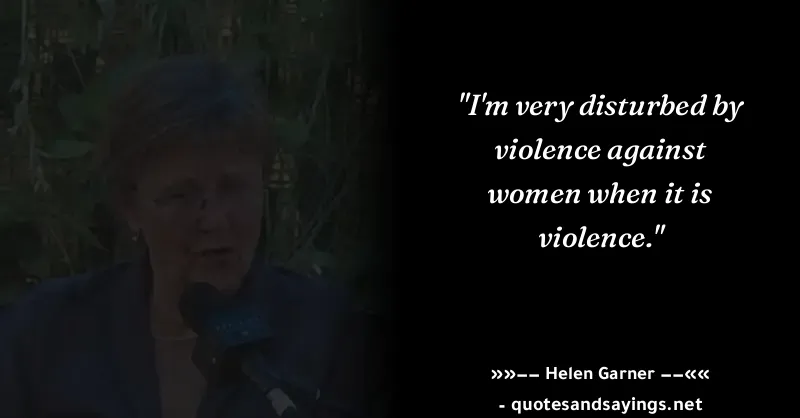 "I'm very disturbed by
violence against
women when it is
violence."
»»–– Helen Garner ––««
- quotesandsayings.net